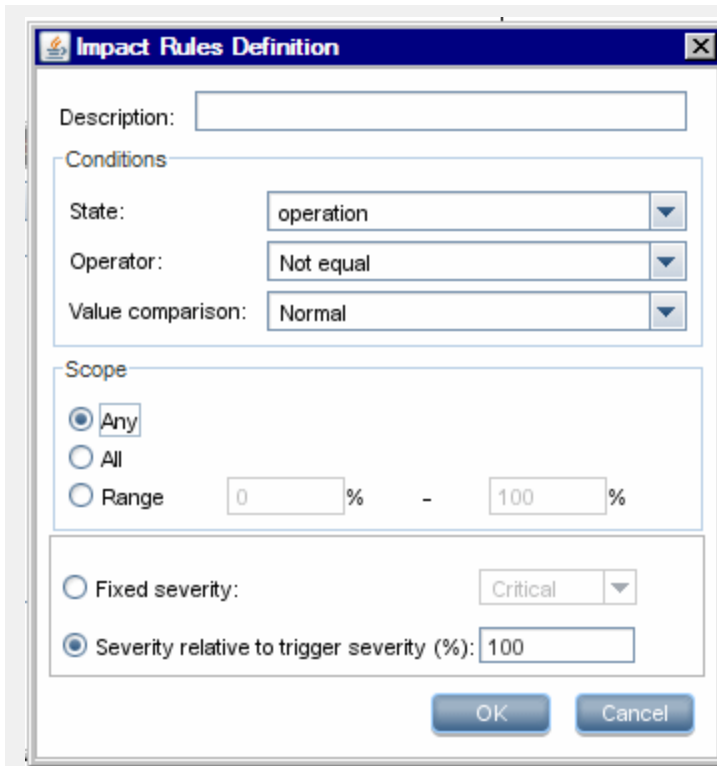 Impact Rules Definition
Description:
Conditions
State: operation
Operator: Not equal
Value comparison: Normal
Scope
Any
All
Range 0 % - 100 %
Fixed severity: Critical
Severity relative to trigger severity (%): 100
OK Cancel